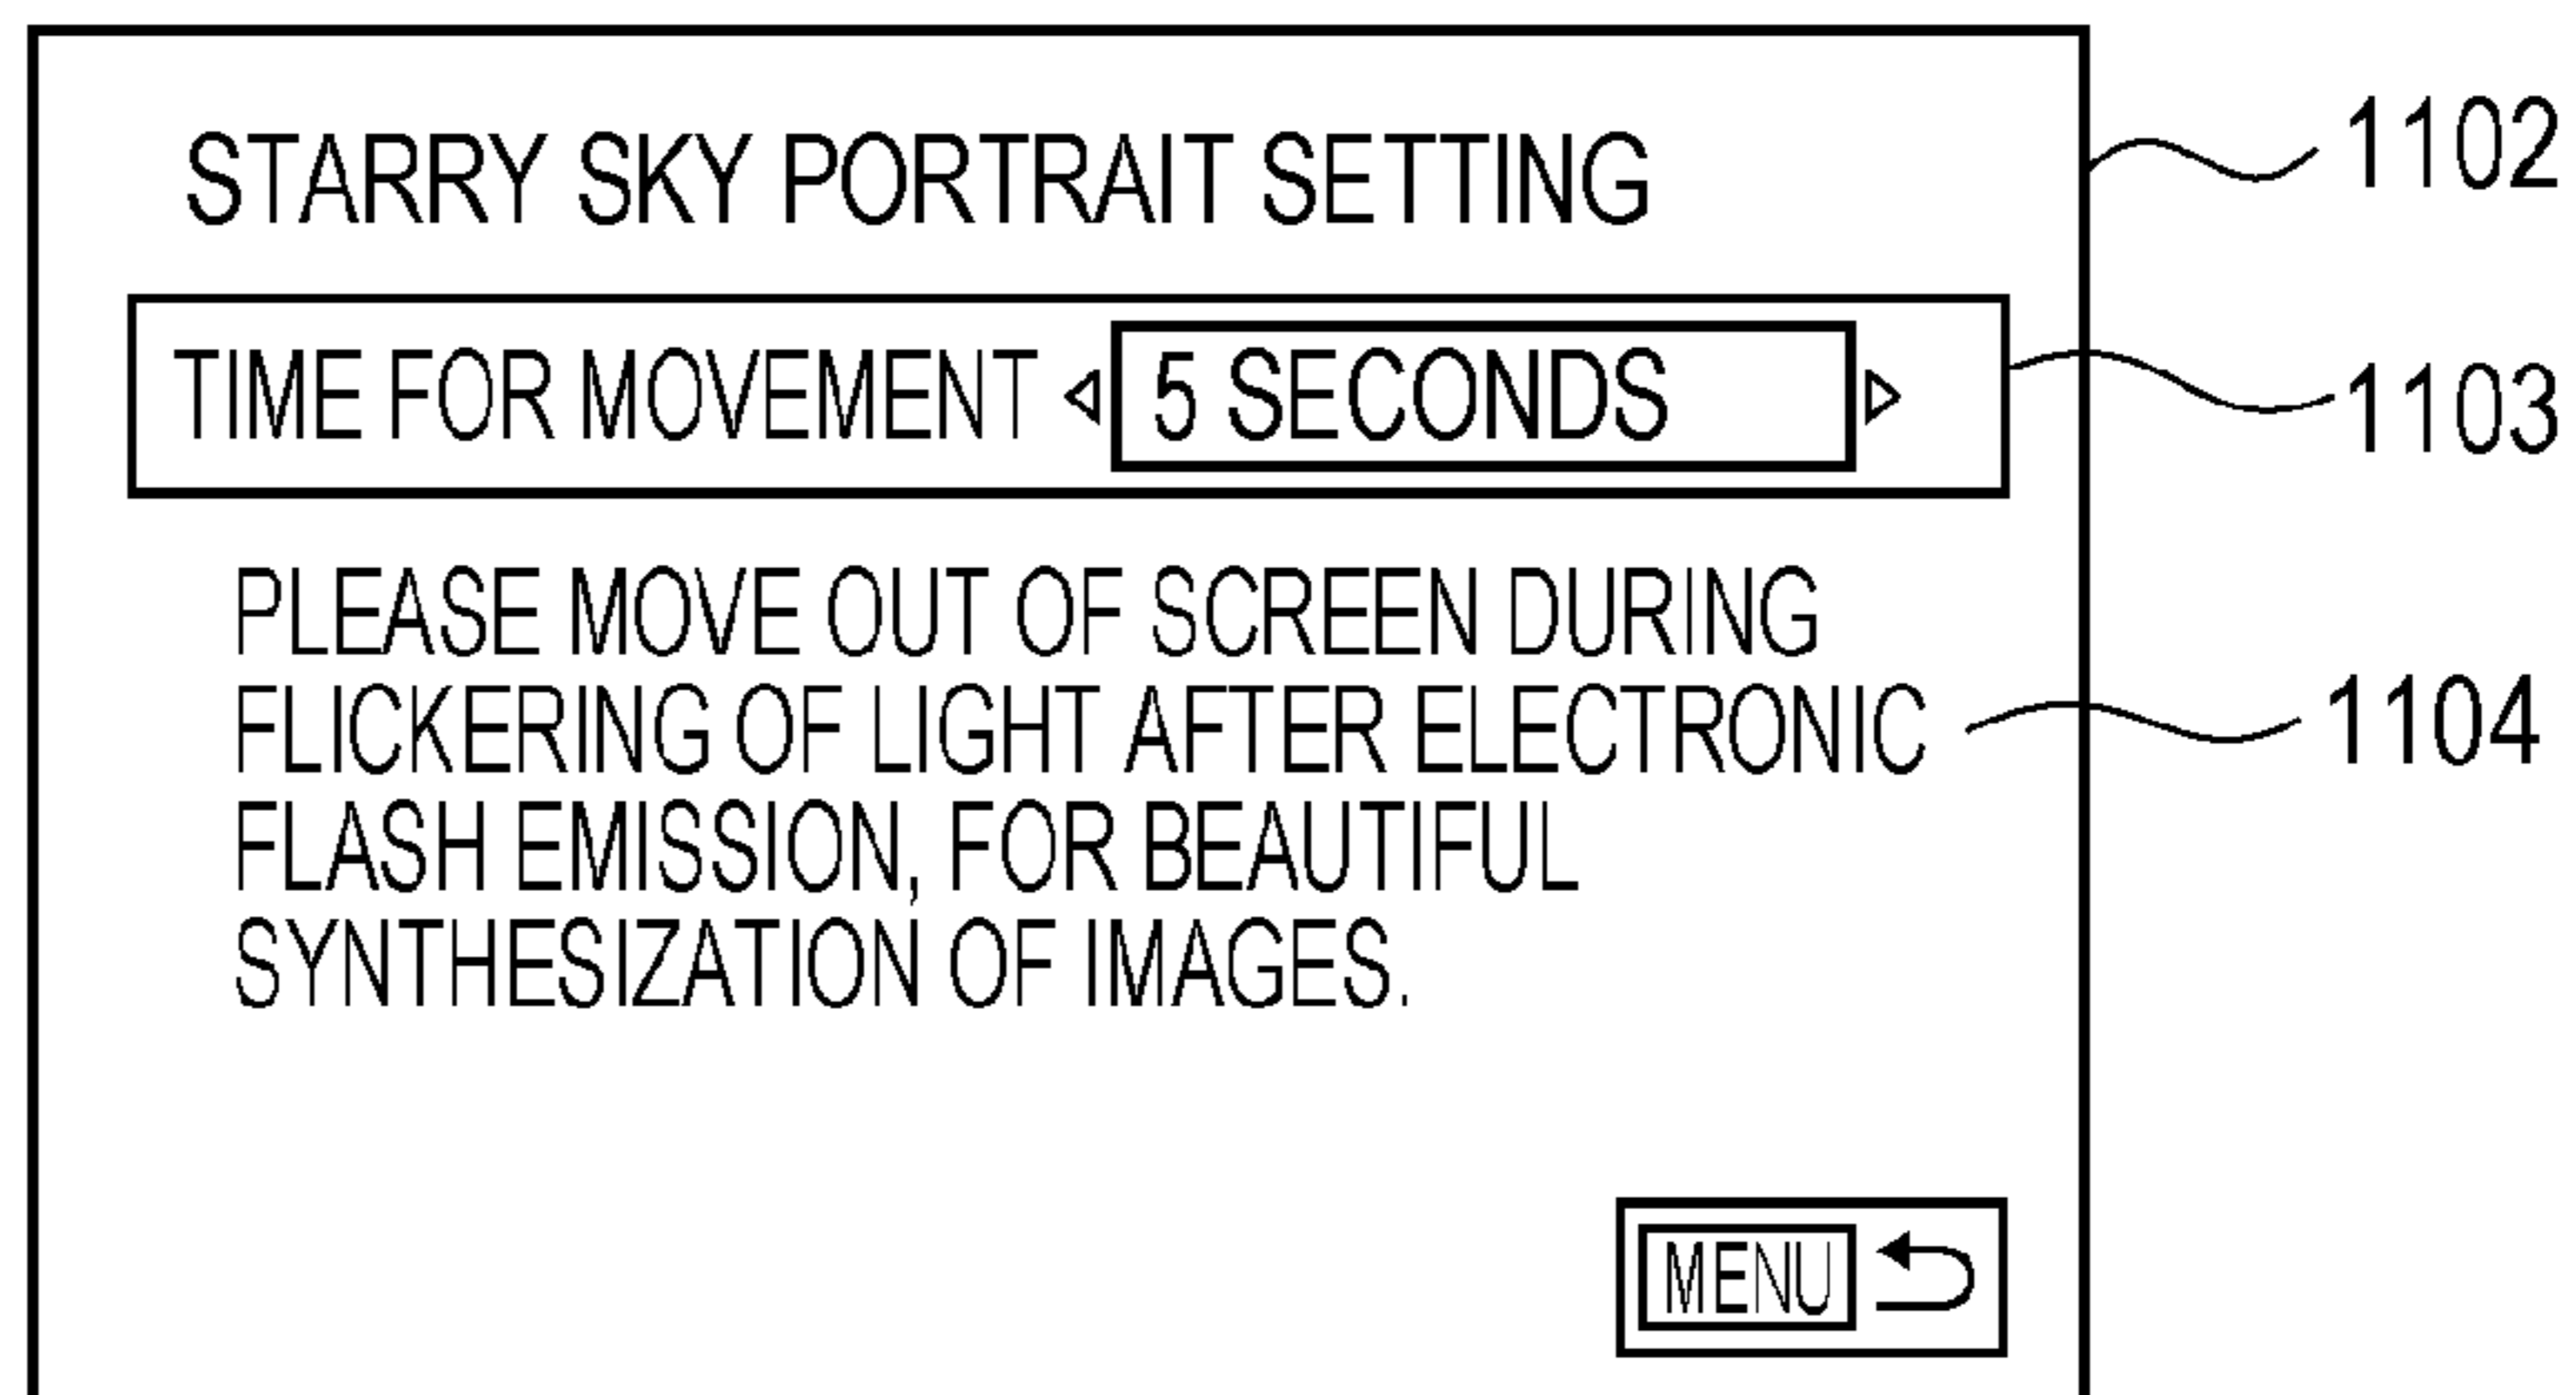 STARRY SKY PORTRAIT SETTING
1102
TIME FOR MOVEMENT 5 SECONDS
1103
PLEASE MOVE OUT OF SCREEN DURING
FLICKERING OF LIGHT AFTER ELECTRONIC
1104
FLASH EMISSION, FOR BEAUTIFUL
SYNTHESIZATION OF IMAGES.
MENU